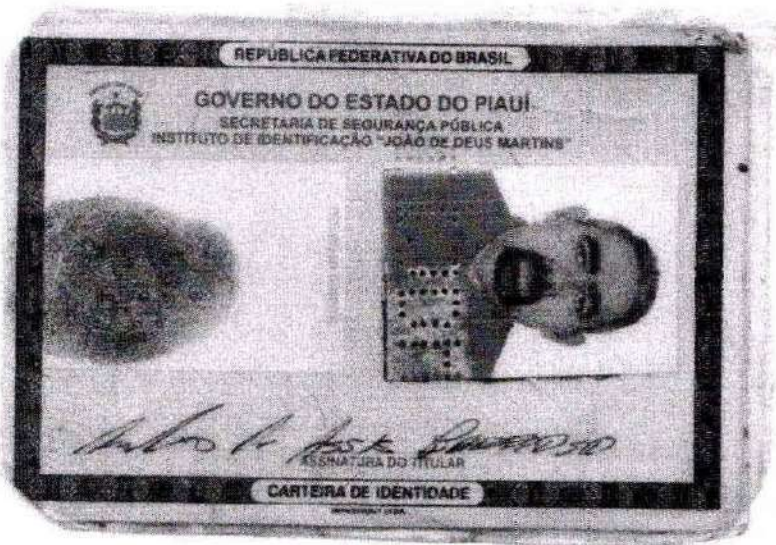 REPÚBLICA FEDERATIVA DO BRASIL
GOVERNO DO ESTADO DO PIAUÍ
SECRETARIA DE SEGURANÇA PÚBLICA
INSTITUTO DE IDENTIFICAÇÃO "JOÃO DE DEUS MARTINS"
ASSINATURA DO TITULAR
CARTEIRA DE IDENTIDADE